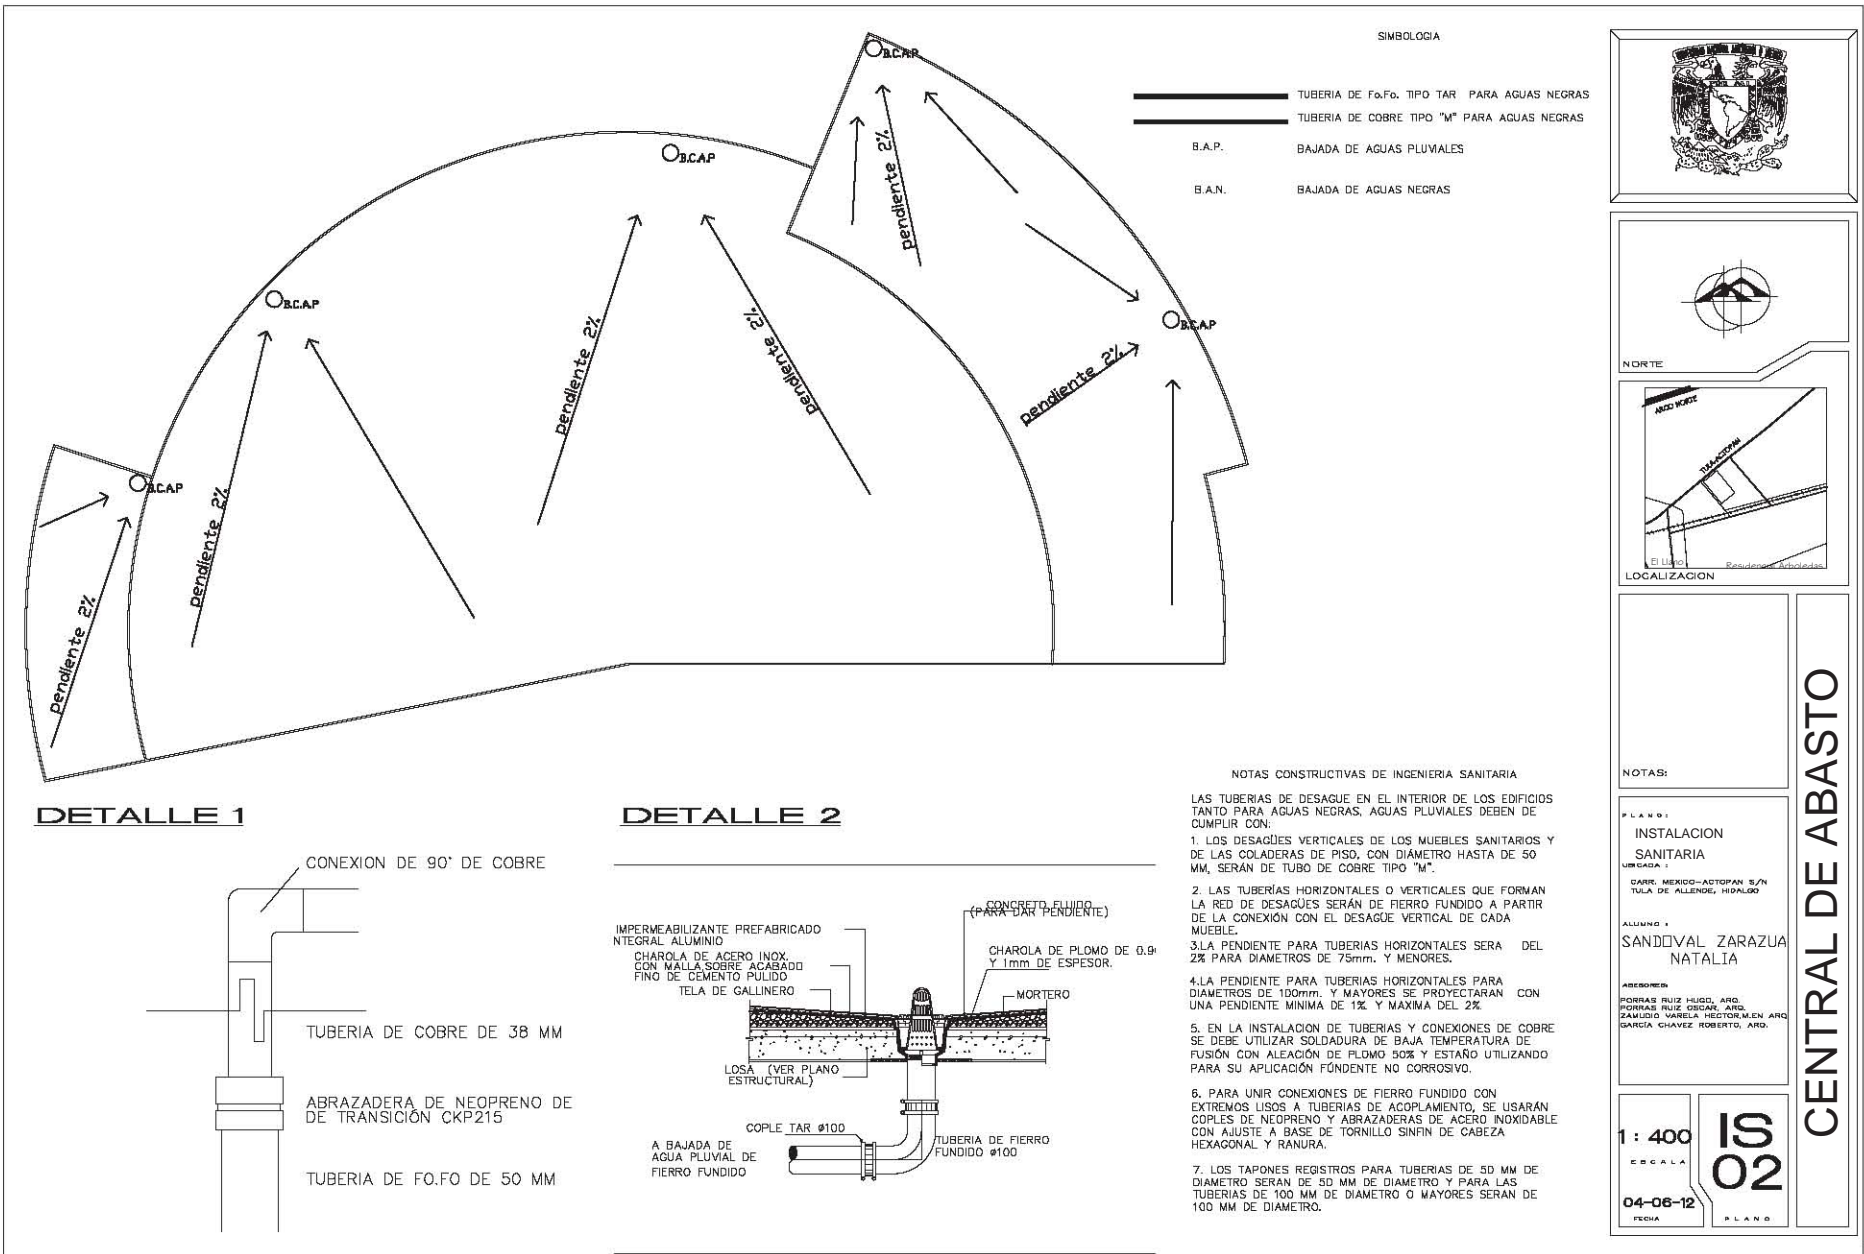 SIMBOLOGIA
TUBERIA DE Fo.Fo. TIPO TAR PARA AGUAS NEGRAS
TUBERIA DE COBRE TIPO "M" PARA AGUAS NEGRAS
B.A.P. BAJADA DE AGUAS PLUVIALES
B.A.N. BAJADA DE AGUAS NEGRAS
B.C.A.P
B.C.A.P
B.C.A.P
B.C.A.P
B.C.A.P
pendiente 2%
pendiente 2%
pendiente 2%
pendiente 2%
pendiente 2%
pendiente 2%
DETALLE 1
CONEXION DE 90° DE COBRE
TUBERIA DE COBRE DE 38 MM
ABRAZADERA DE NEOPRENO DE
DE TRANSICIÓN CKP215
TUBERIA DE FO.FO DE 50 MM
DETALLE 2
CONCRETO FLUIDO
(PARA DAR PENDIENTE)
IMPERMEABILIZANTE PREFABRICADO
NTEGRAL ALUMINIO
CHAROLA DE ACERO INOX.
CON MALLA SOBRE ACABADO
FINO DE CEMENTO PULIDO
TELA DE GALLINERO
CHAROLA DE PLOMO DE 0.9
Y 1mm DE ESPESOR.
MORTERO
LOSA (VER PLANO
ESTRUCTURAL)
COPLE TAR ø100
A BAJADA DE
AGUA PLUVIAL DE
FIERRO FUNDIDO
TUBERIA DE FIERRO
FUNDIDO ø100
NOTAS CONSTRUCTIVAS DE INGENIERIA SANITARIA
LAS TUBERIAS DE DESAGUE EN EL INTERIOR DE LOS EDIFICIOS
TANTO PARA AGUAS NEGRAS, AGUAS PLUVIALES DEBEN DE
CUMPLIR CON:
1. LOS DESAGÜES VERTICALES DE LOS MUEBLES SANITARIOS Y
DE LAS COLADERAS DE PISO, CON DIÁMETRO HASTA DE 50
MM, SERÁN DE TUBO DE COBRE TIPO "M".
2. LAS TUBERÍAS HORIZONTALES O VERTICALES QUE FORMAN
LA RED DE DESAGÜES SERÁN DE FIERRO FUNDIDO A PARTIR
DE LA CONEXIÓN CON EL DESAGÜE VERTICAL DE CADA
MUEBLE.
3.LA PENDIENTE PARA TUBERIAS HORIZONTALES SERA DEL
2% PARA DIAMETROS DE 75mm. Y MENORES.
4.LA PENDIENTE PARA TUBERIAS HORIZONTALES PARA
DIAMETROS DE 100mm. Y MAYORES SE PROYECTARAN CON
UNA PENDIENTE MINIMA DE 1% Y MAXIMA DEL 2%
5. EN LA INSTALACION DE TUBERIAS Y CONEXIONES DE COBRE
SE DEBE UTILIZAR SOLDADURA DE BAJA TEMPERATURA DE
FUSIÓN CON ALEACIÓN DE PLOMO 50% Y ESTAÑO UTILIZANDO
PARA SU APLICACIÓN FÚNDENTE NO CORROSIVO.
6. PARA UNIR CONEXIONES DE FIERRO FUNDIDO CON
EXTREMOS LISOS A TUBERIAS DE ACOPLAMIENTO, SE USARÁN
COPLES DE NEOPRENO Y ABRAZADERAS DE ACERO INOXIDABLE
CON AJUSTE A BASE DE TORNILLO SINFIN DE CABEZA
HEXAGONAL Y RANURA.
7. LOS TAPONES REGISTROS PARA TUBERIAS DE 50 MM DE
DIAMETRO SERAN DE 50 MM DE DIAMETRO Y PARA LAS
TUBERIAS DE 100 MM DE DIAMETRO O MAYORES SERAN DE
100 MM DE DIAMETRO.
NORTE
ARCO NORTE
TULA-ACTOPAN
El Llano
Residencial Arboledas
LOCALIZACION
NOTAS:
PLANO:
INSTALACION
SANITARIA
UBICADA :
CARR. MEXICO-ACTOPAN S/N
TULA DE ALLENDE, HIDALGO
ALUMNO :
SANDOVAL ZARAZUA
NATALIA
ASESORES:
PORRAS RUIZ HUGO, ARQ.
PORRAS RUIZ OSCAR, ARQ.
ZAMUDIO VARELA HECTOR,M.EN ARQ
GARCÍA CHAVEZ ROBERTO, ARQ.
1 : 400
ESCALA
04-06-12
FECHA
IS
02
PLANO
CENTRAL DE ABASTO